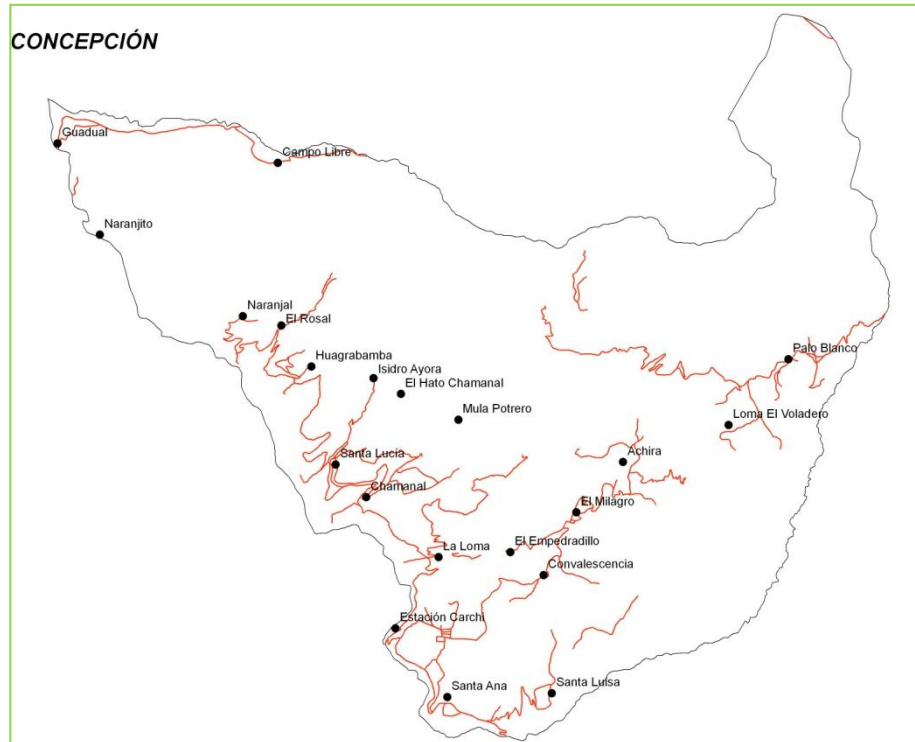 CONCEPCIÓN
Guadual
Campo Libre
Naranjito
Naranjal
El Rosal
Huagrabamba
Isidro Ayora
El Hato Chamanal
Mula Potrero
Palo Blanco
Loma El Voladero
Achira
Santa Lucia
Chamanal
El Milagro
La Loma
El Empedradillo
Convalescencia
Estación Carchi
Santa Ana
Santa Luisa